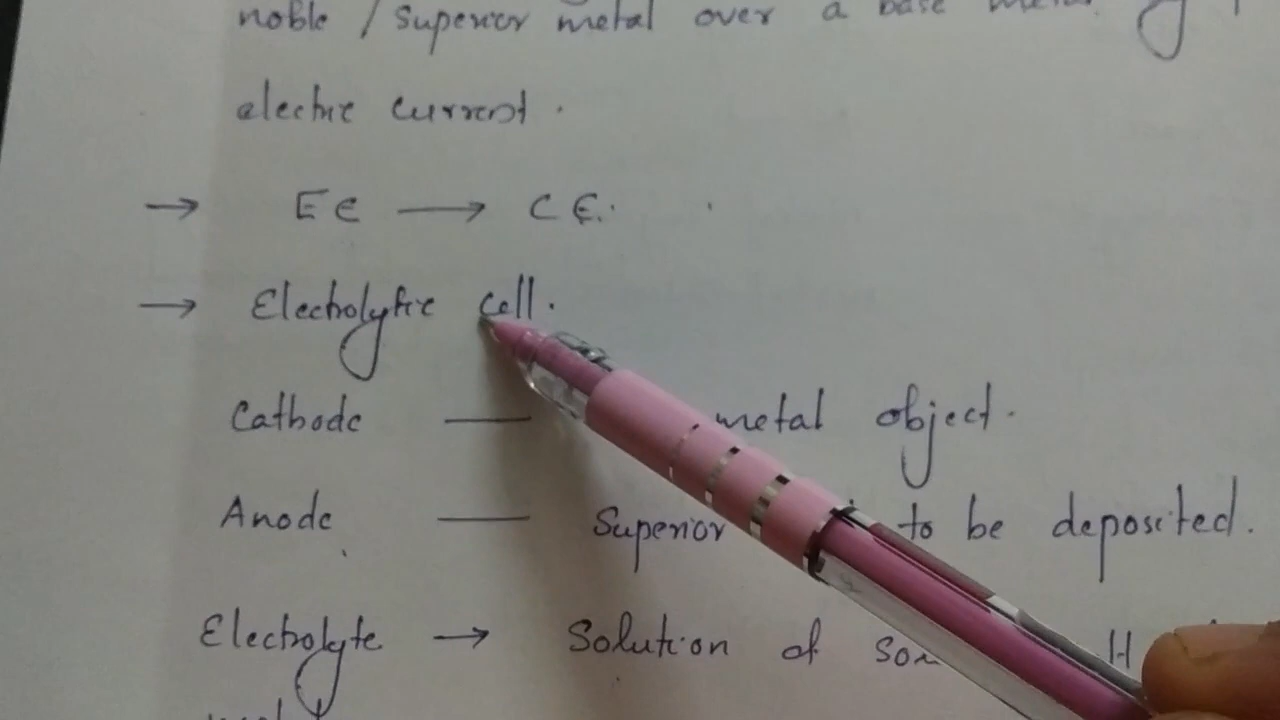 noble / superior metal over a base metal
electric current.
→ EE → CE.
→ Electrolytic cell.
Cathode — metal object.
Anode — Superior to be deposited.
Electrolyte → Solution of